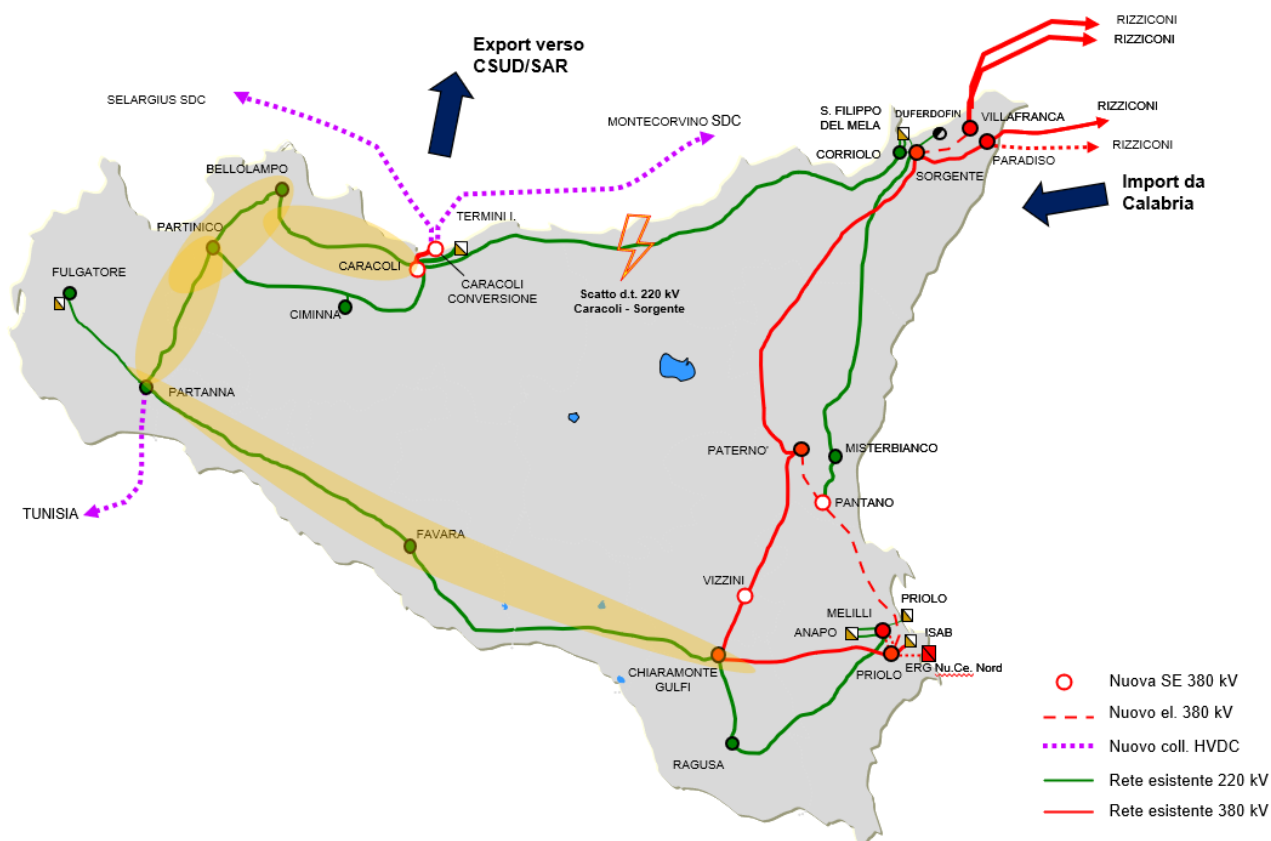 RIZZICONI
RIZZICONI
Export verso
CSUD/SAR
SELARGIUS SDC
MONTECORVINO SDC
S. FILIPPO
DEL MELA
DUFERDOFIN
VILLAFRANCA
RIZZICONI
CORRIOLO
SORGENTE
PARADISO
RIZZICONI
BELLOLAMPO
Import da
Calabria
PARTINICO
TERMINI I.
FULGATORE
CARACOLI
CARACOLI
CONVERSIONE
CIMINNA
Scatto d.t. 220 kV
Caracoli - Sorgente
PARTANNA
PATERNO'
MISTERBIANCO
PANTANO
TUNISIA
FAVARA
VIZZINI
PRIOLO
MELILLI
ANAPO
ISAB
CHIARAMONTE
GULFI
PRIOLO
ERG Nu.Ce. Nord
RAGUSA
Nuova SE 380 kV
Nuovo el. 380 kV
Nuovo coll. HVDC
Rete esistente 220 kV
Rete esistente 380 kV